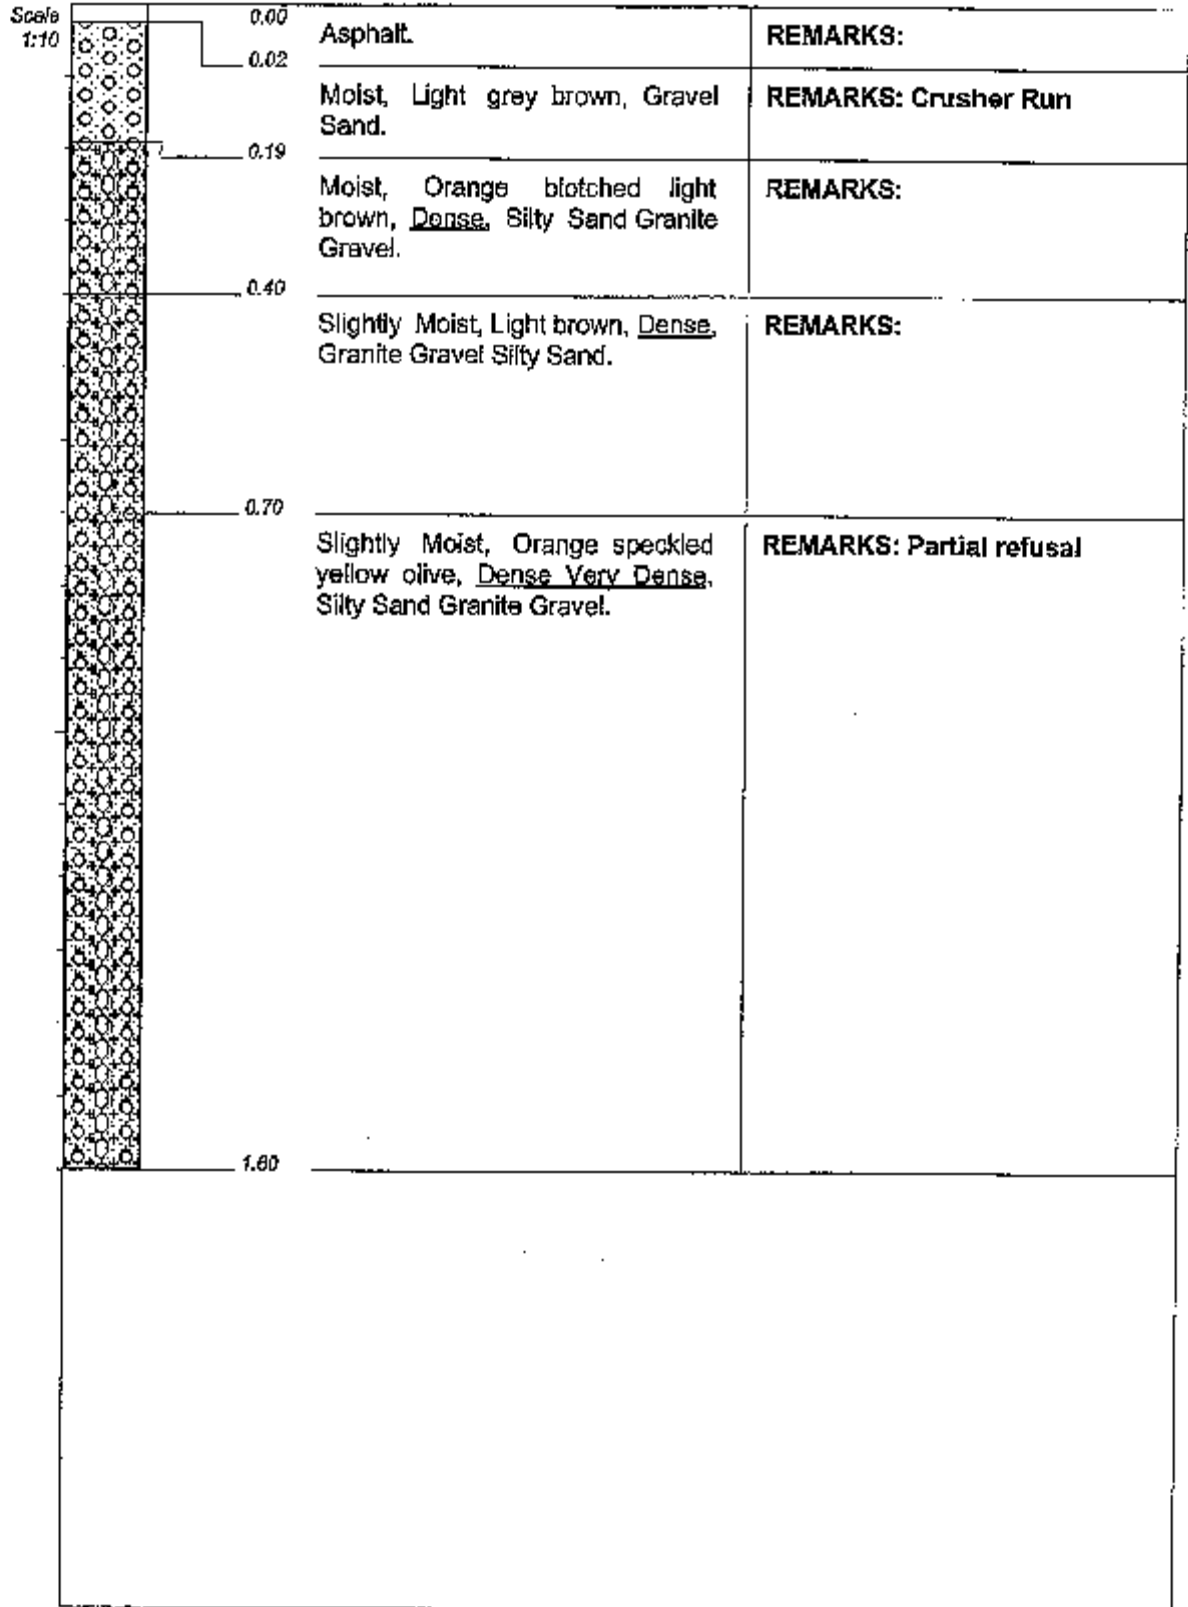 Scale
1:10
0.00
Asphalt.
REMARKS:
0.02
Moist, Light grey brown, Gravel
Sand.
REMARKS: Crusher Run
0.19
Moist, Orange blotched light
brown, Dense, Silty Sand Granite
Gravel.
REMARKS:
0.40
Slightly Moist, Light brown, Dense,
Granite Gravel Silty Sand.
REMARKS:
0.70
Slightly Moist, Orange speckled
yellow olive, Dense Very Dense,
Silty Sand Granite Gravel.
REMARKS: Partial refusal
1.60